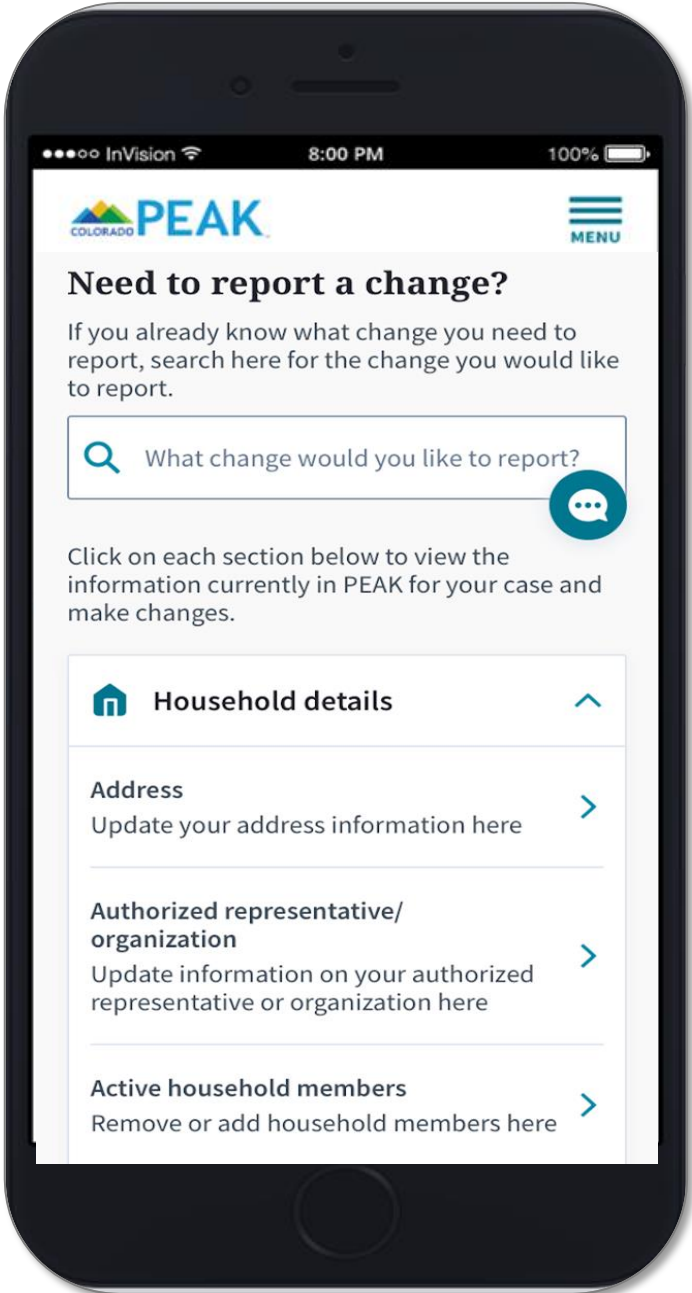 InVision 8:00 PM 100%
COLORADO PEAK
MENU
Need to report a change?
If you already know what change you need to
report, search here for the change you would like
to report.
What change would you like to report?
Click on each section below to view the
information currently in PEAK for your case and
make changes.
Household details
Address
Update your address information here
Authorized representative/
organization
Update information on your authorized
representative or organization here
Active household members
Remove or add household members here